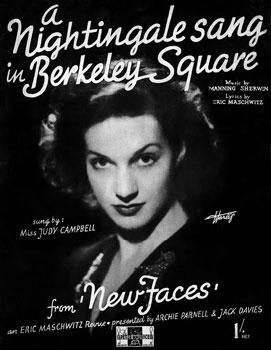 a
Nightingale sang
in Berkeley Square
Music by
MANNING SHERWIN
Lyrics by
ERIC MASCHWITZ
sung by:
Miss JUDY CAMPBELL
from 'New Faces'
an ERIC MASCHWITZ Revue • presented by ARCHIE PARNELL & JACK DAVIES
1/-
NET